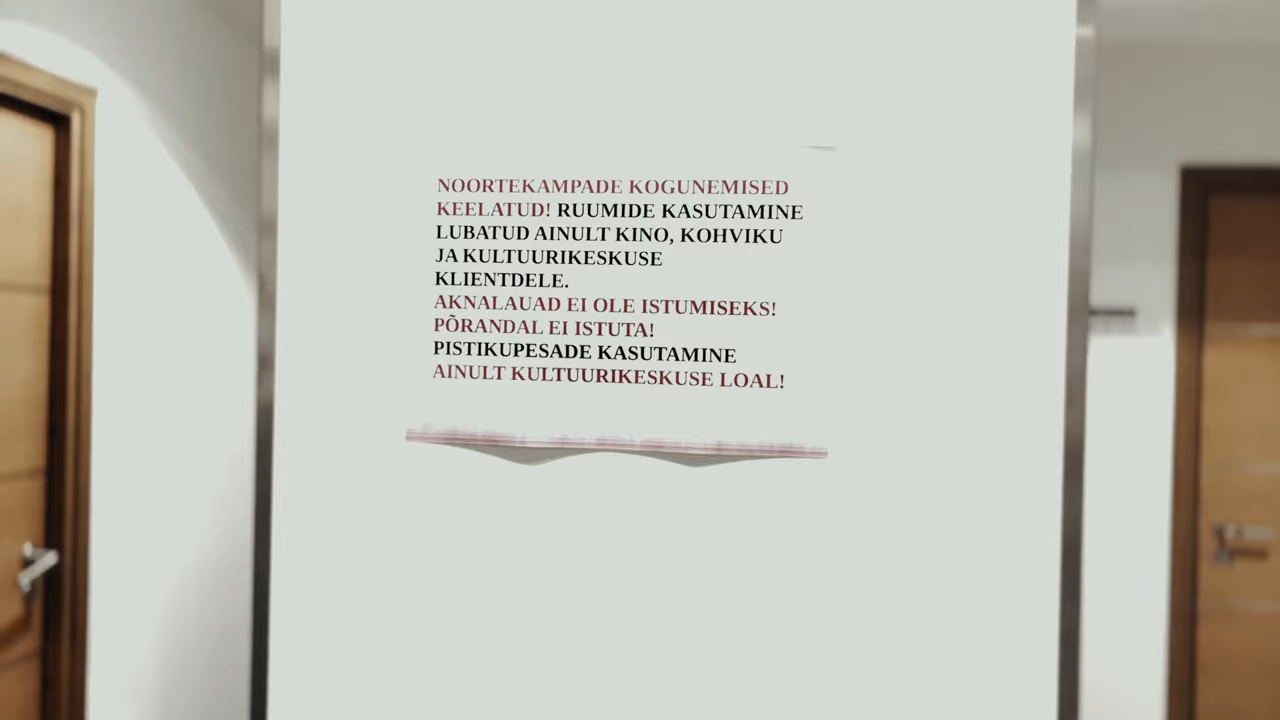 NOORTEKAMPADE KOGUNEMISED
KEELATUD! RUUMIDE KASUTAMINE
LUBATUD AINULT KINO, KOHVIKU
JA KULTUURIKESKUSE
KLIENTDELE.
AKNALAUAD EI OLE ISTUMISEKS!
PÕRANDAL EI ISTUTA!
PISTIKUPESADE KASUTAMINE
AINULT KULTUURIKESKUSE LOAL!